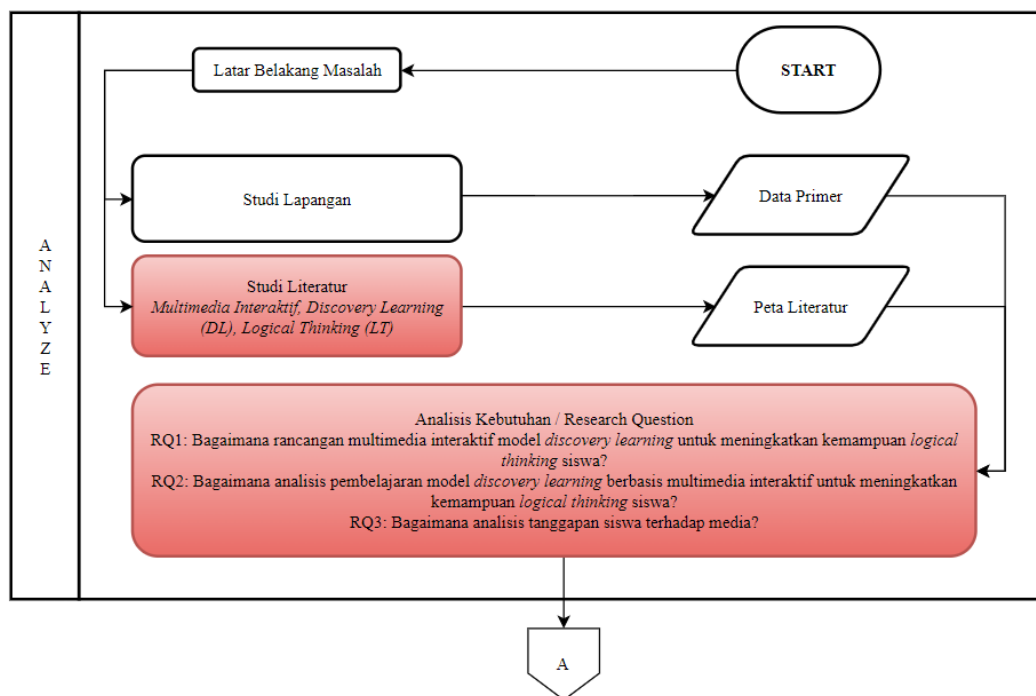 START
Latar Belakang Masalah
A
N
A
L
Y
Z
E
Studi Lapangan
Data Primer
Studi Literatur
Multimedia Interaktif, Discovery Learning
(DL), Logical Thinking (LT)
Peta Literatur
Analisis Kebutuhan / Research Question
RQ1: Bagaimana rancangan multimedia interaktif model discovery learning untuk meningkatkan kemampuan logical
thinking siswa?
RQ2: Bagaimana analisis pembelajaran model discovery learning berbasis multimedia interaktif untuk meningkatkan
kemampuan logical thinking siswa?
RQ3: Bagaimana analisis tanggapan siswa terhadap media?
A